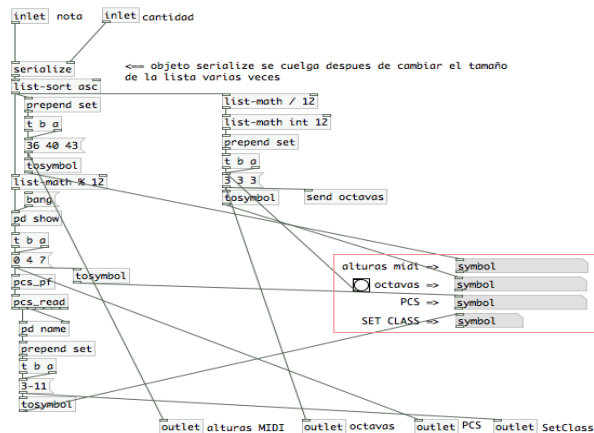 inlet nota inlet cantidad
serialize <== objeto serialize se cuelga despues de cambiar el tamaño
de la lista varias veces
list-sort asc
prepend set list-math / 12
t b a list-math int 12
36 40 43 prepend set
tosymbol t b a
list-math % 12 3 3 3
bang tosymbol send octavas
pd show
t b a
0 4 7 alturas midi => symbol
tosymbol octavas => symbol
pcs_pf PCS => symbol
pcs_read SET CLASS => symbol
pd name
prepend set
t b a
3-11
tosymbol
outlet alturas MIDI outlet octavas outlet PCS outlet SetClass